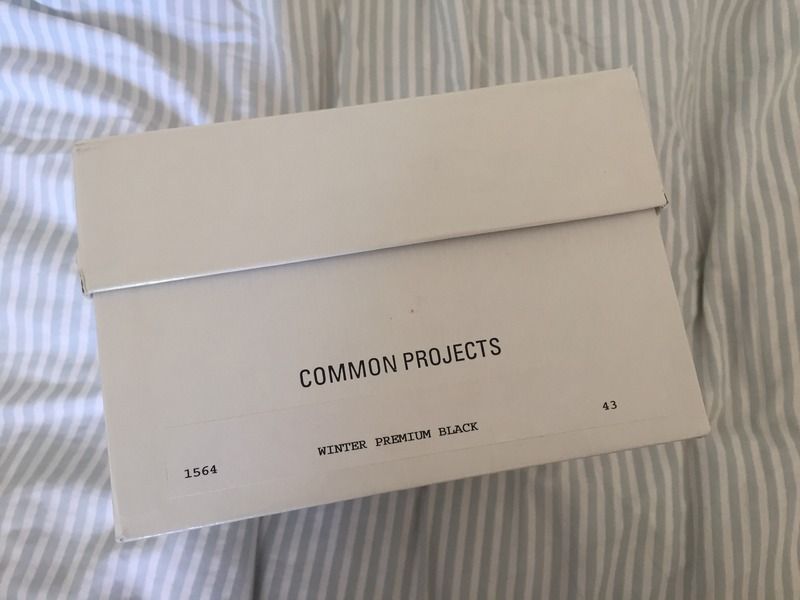 COMMON PROJECTS
1564 WINTER PREMIUM BLACK 43